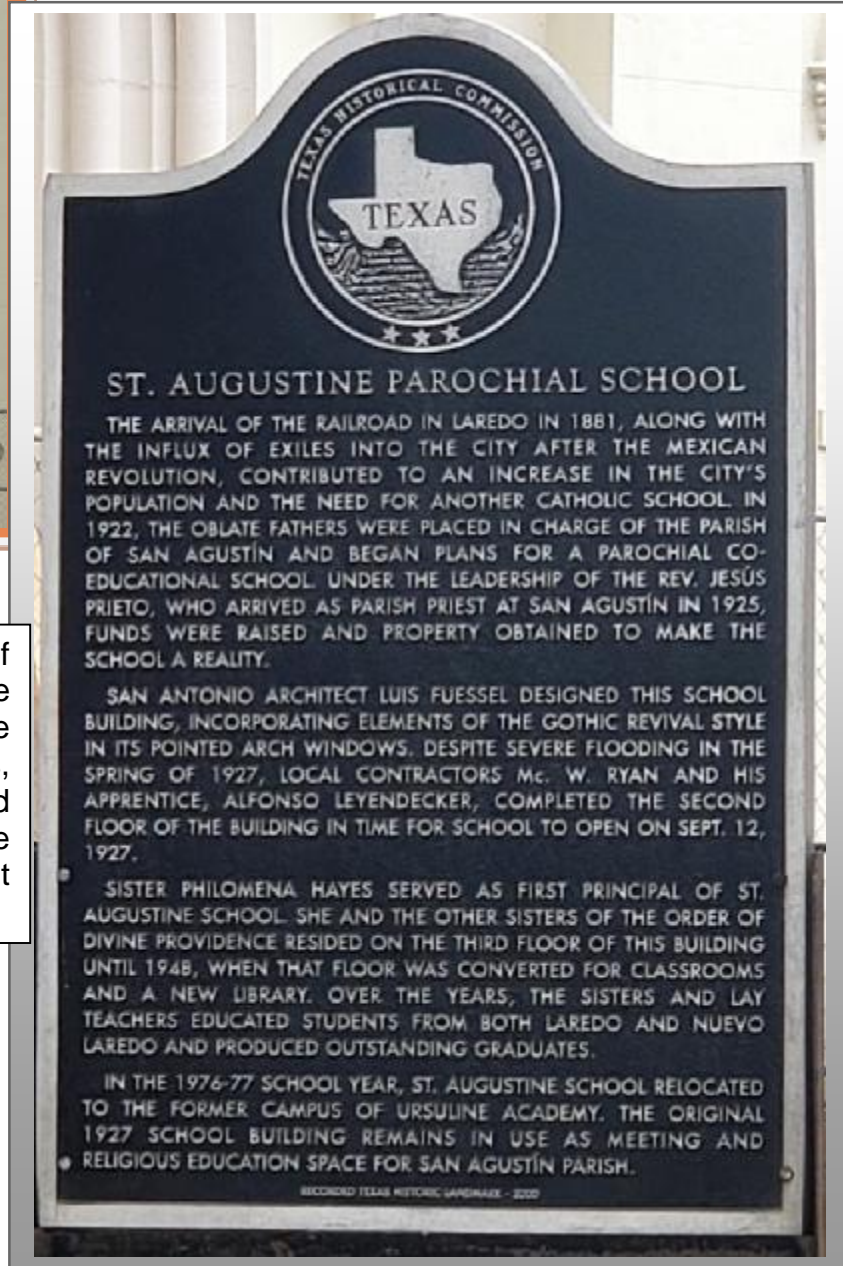 TEXAS HISTORICAL COMMISSION
TEXAS
ST. AUGUSTINE PAROCHIAL SCHOOL
THE ARRIVAL OF THE RAILROAD IN LAREDO IN 1881, ALONG WITH
THE INFLUX OF EXILES INTO THE CITY AFTER THE MEXICAN
REVOLUTION, CONTRIBUTED TO AN INCREASE IN THE CITY'S
POPULATION AND THE NEED FOR ANOTHER CATHOLIC SCHOOL. IN
1922, THE OBLATE FATHERS WERE PLACED IN CHARGE OF THE PARISH
OF SAN AGUSTÍN AND BEGAN PLANS FOR A PAROCHIAL CO-
EDUCATIONAL SCHOOL. UNDER THE LEADERSHIP OF THE REV. JESÚS
PRIETO, WHO ARRIVED AS PARISH PRIEST AT SAN AGUSTÍN IN 1925,
FUNDS WERE RAISED AND PROPERTY OBTAINED TO MAKE THE
SCHOOL A REALITY.
SAN ANTONIO ARCHITECT LUIS FUESSEL DESIGNED THIS SCHOOL
BUILDING, INCORPORATING ELEMENTS OF THE GOTHIC REVIVAL STYLE
IN ITS POINTED ARCH WINDOWS. DESPITE SEVERE FLOODING IN THE
SPRING OF 1927, LOCAL CONTRACTORS Mc. W. RYAN AND HIS
APPRENTICE, ALFONSO LEYENDECKER, COMPLETED THE SECOND
FLOOR OF THE BUILDING IN TIME FOR SCHOOL TO OPEN ON SEPT. 12,
1927.
SISTER PHILOMENA HAYES SERVED AS FIRST PRINCIPAL OF ST.
AUGUSTINE SCHOOL. SHE AND THE OTHER SISTERS OF THE ORDER OF
DIVINE PROVIDENCE RESIDED ON THE THIRD FLOOR OF THIS BUILDING
UNTIL 1948, WHEN THAT FLOOR WAS CONVERTED FOR CLASSROOMS
AND A NEW LIBRARY. OVER THE YEARS, THE SISTERS AND LAY
TEACHERS EDUCATED STUDENTS FROM BOTH LAREDO AND NUEVO
LAREDO AND PRODUCED OUTSTANDING GRADUATES.
IN THE 1976-77 SCHOOL YEAR, ST. AUGUSTINE SCHOOL RELOCATED
TO THE FORMER CAMPUS OF URSULINE ACADEMY. THE ORIGINAL
1927 SCHOOL BUILDING REMAINS IN USE AS MEETING AND
RELIGIOUS EDUCATION SPACE FOR SAN AGUSTÍN PARISH.
RECORDED TEXAS HISTORIC LANDMARK - 2000